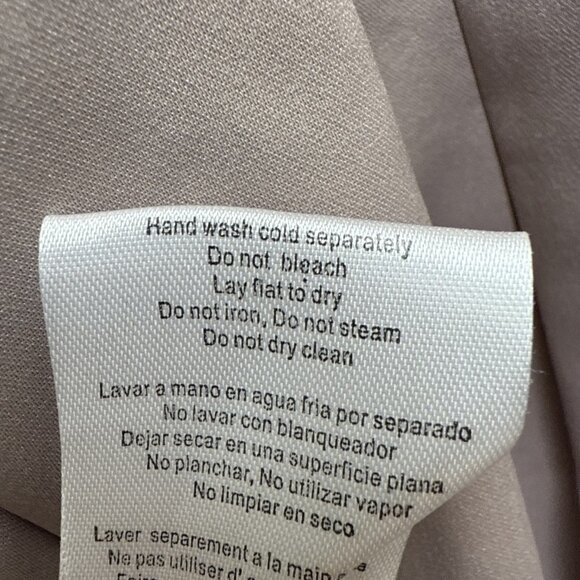 Hand wash cold separately
Do not bleach
Lay flat to dry
Do not iron, Do not steam
Do not dry clean
Lavar a mano en agua fria por separado
No lavar con blanqueador
Dejar secar en una superficie plana
No planchar, No utilizar vapor
No limpiar en seco
Laver separement a la main
Ne pas utiliser d'